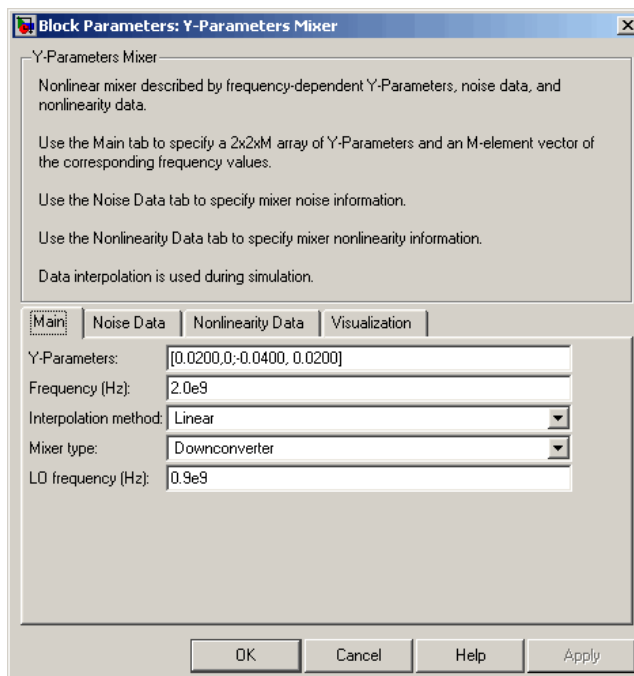 Block Parameters: Y-Parameters Mixer
Y-Parameters Mixer
Nonlinear mixer described by frequency-dependent Y-Parameters, noise data, and
nonlinearity data.
Use the Main tab to specify a 2x2xM array of Y-Parameters and an M-element vector of
the corresponding frequency values.
Use the Noise Data tab to specify mixer noise information.
Use the Nonlinearity Data tab to specify mixer nonlinearity information.
Data interpolation is used during simulation.
Main Noise Data Nonlinearity Data Visualization
Y-Parameters: [0.0200,0;-0.0400, 0.0200]
Frequency (Hz): 2.0e9
Interpolation method: Linear
Mixer type: Downconverter
LO frequency (Hz): 0.9e9
OK Cancel Help Apply